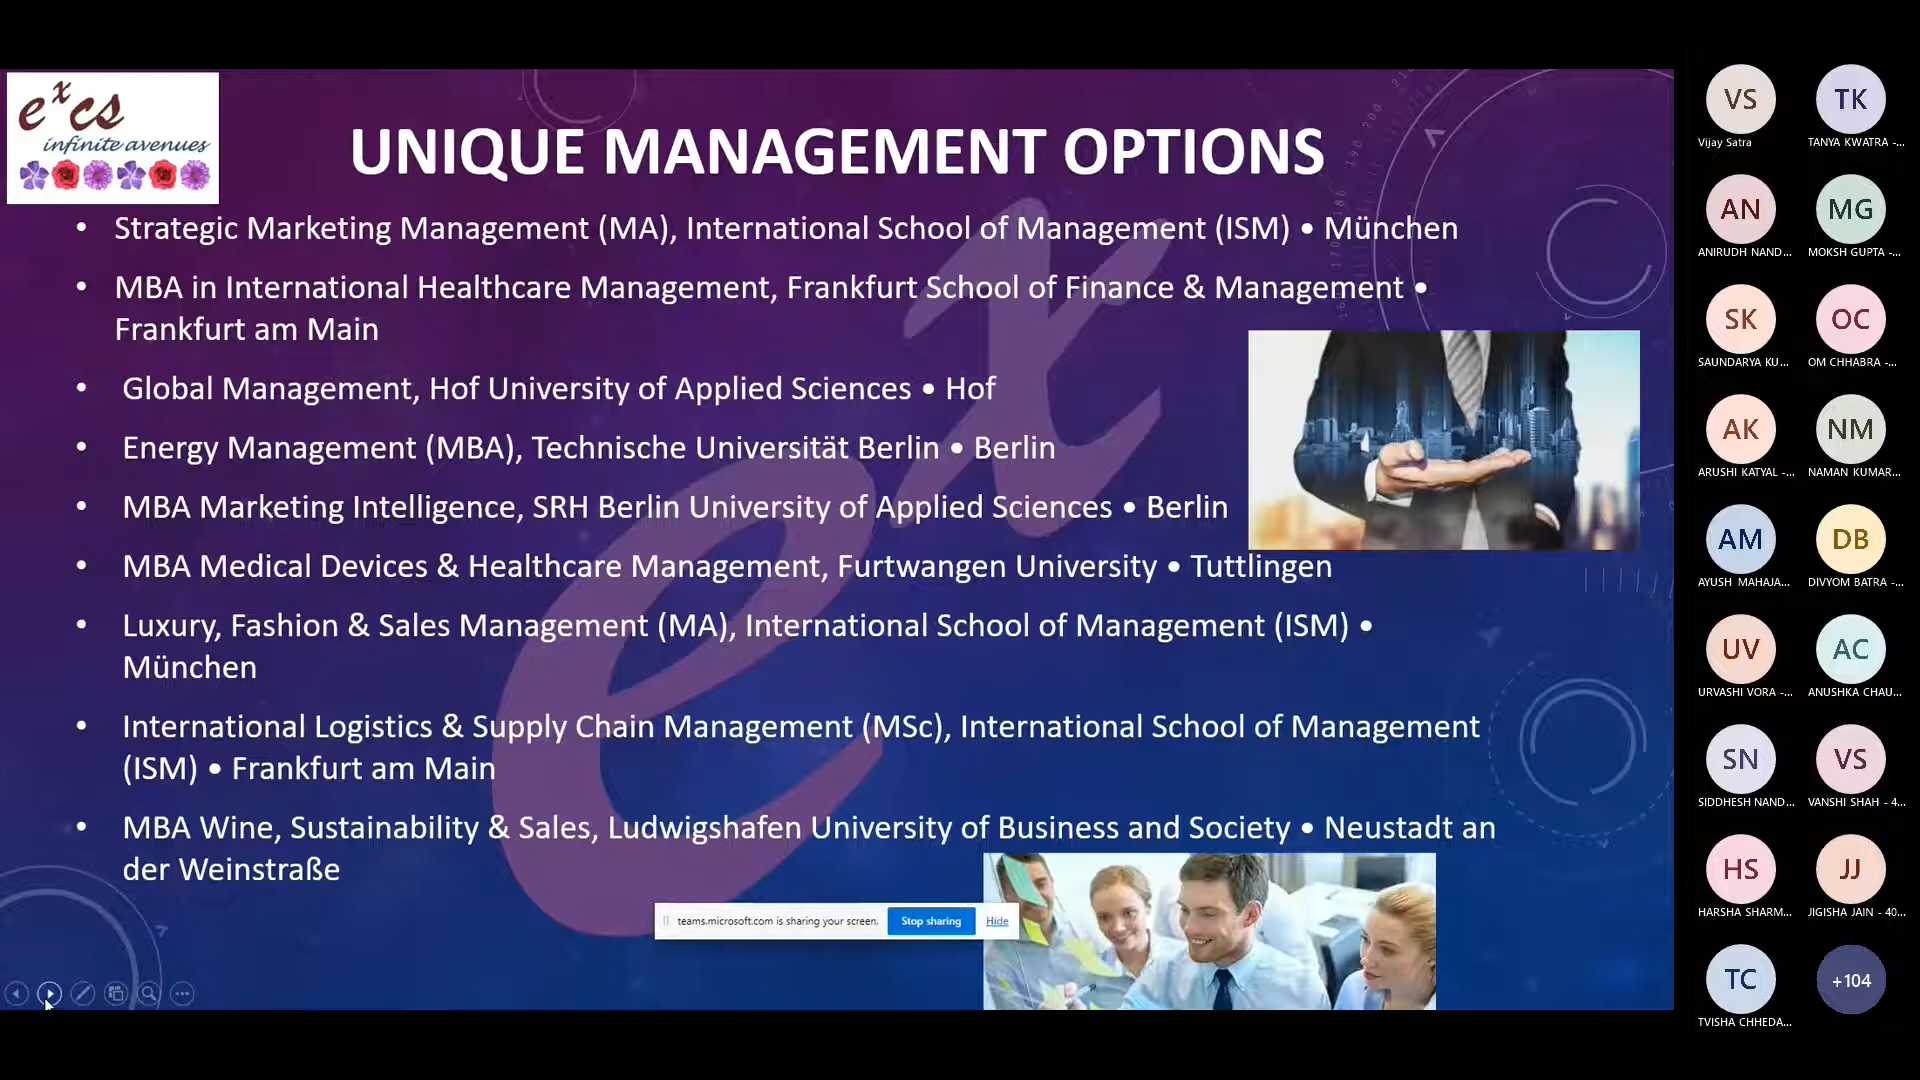 excs
infinite avenues
UNIQUE MANAGEMENT OPTIONS
• Strategic Marketing Management (MA), International School of Management (ISM) • München
• MBA in International Healthcare Management, Frankfurt School of Finance & Management •
Frankfurt am Main
• Global Management, Hof University of Applied Sciences • Hof
• Energy Management (MBA), Technische Universität Berlin • Berlin
• MBA Marketing Intelligence, SRH Berlin University of Applied Sciences • Berlin
• MBA Medical Devices & Healthcare Management, Furtwangen University • Tuttlingen
• Luxury, Fashion & Sales Management (MA), International School of Management (ISM) •
München
• International Logistics & Supply Chain Management (MSc), International School of Management
(ISM) • Frankfurt am Main
• MBA Wine, Sustainability & Sales, Ludwigshafen University of Business and Society • Neustadt an
der Weinstraße
teams.microsoft.com is sharing your screen. Stop sharing Hide
ex
VS TK
Vijay Satra TANYA KWATRA -...
AN MG
ANIRUDH NAND... MOKSH GUPTA -...
SK OC
SAUNDARYA KU... OM CHHABRA -...
AK NM
ARUSHI KATYAL -... NAMAN KUMAR...
AM DB
AYUSH MAHAJA... DIVYOM BATRA -...
UV AC
URVASHI VORA -... ANUSHKA CHAU...
SN VS
SIDDHESH NAND... VANSHI SHAH - 4...
HS JJ
HARSHA SHARM... JIGISHA JAIN - 40...
TC +104
TVISHA CHHEDA...